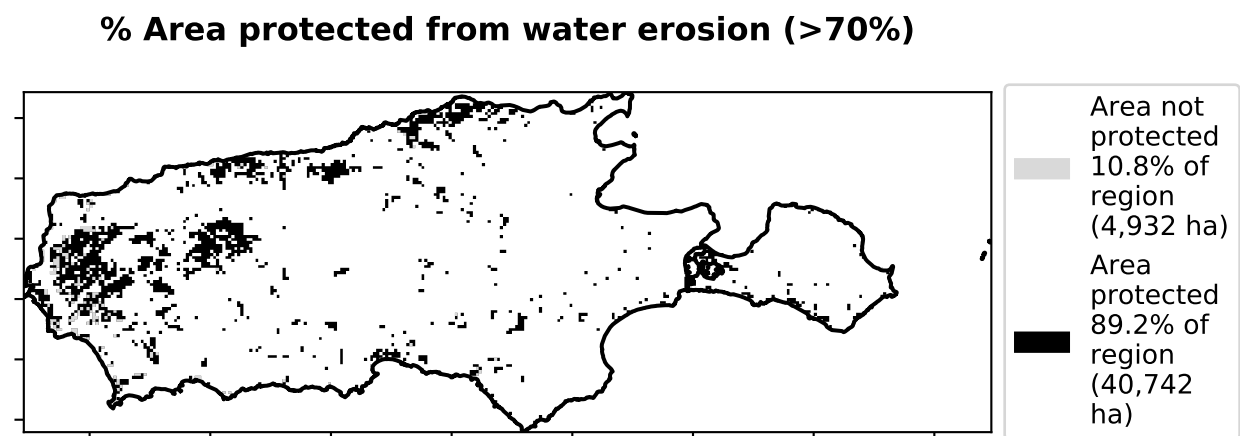 % Area protected from water erosion (>70%)
Area not
protected
10.8% of
region
(4,932 ha)
Area
protected
89.2% of
region
(40,742
ha)